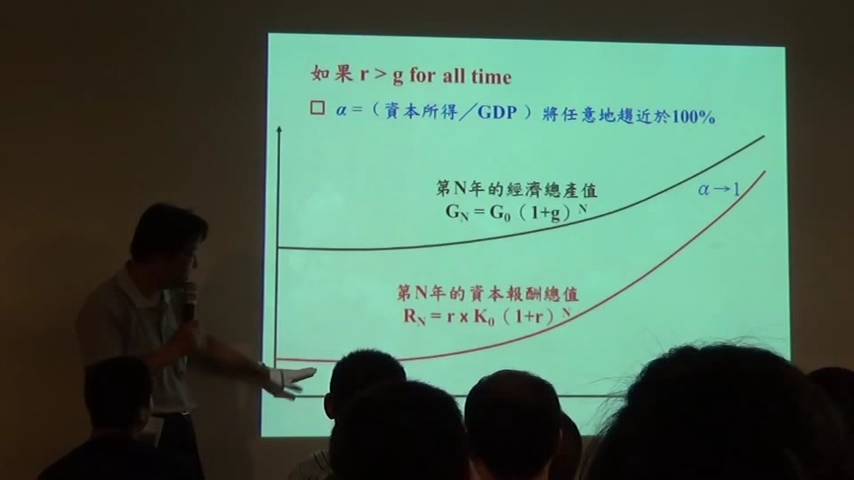 如果 r > g for all time
□ α =（資本所得／GDP ）將任意地趨近於100%
第N年的經濟總產值
G_N = G_0（1+g）^N
α→1
第N年的資本報酬總值
R_N = r x K_0（1+r）^N